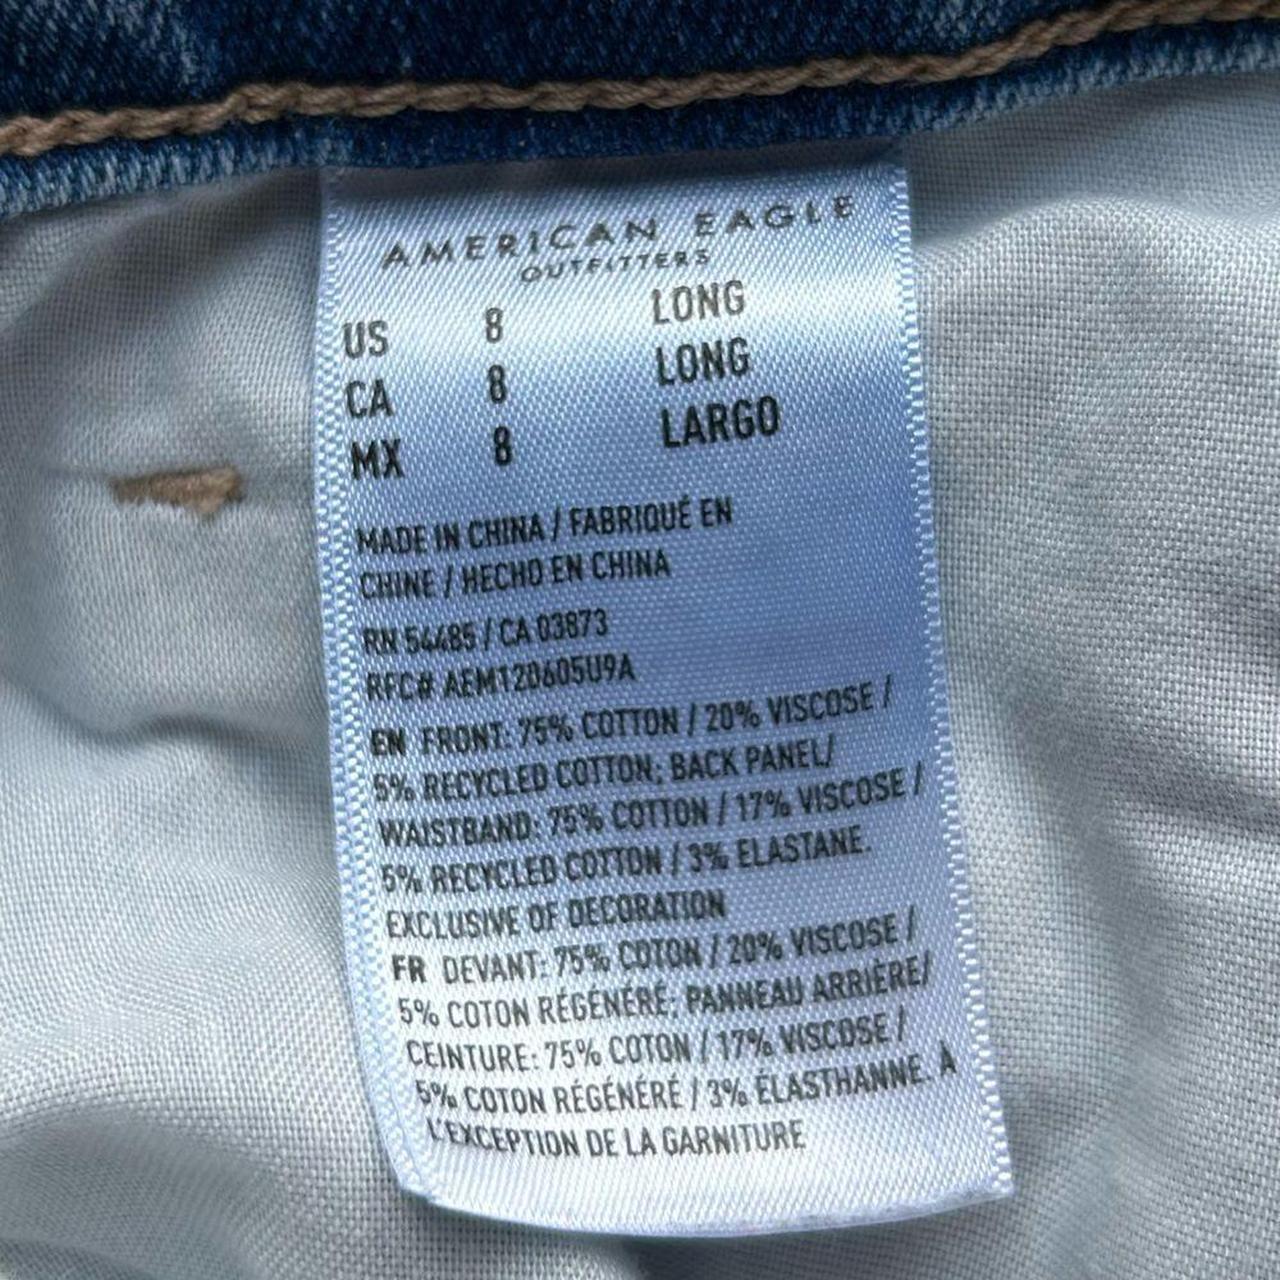 AMERICAN EAGLE
OUTFITTERS
US 8 LONG
CA 8 LONG
MX 8 LARGO
MADE IN CHINA / FABRIQUÉ EN
CHINE / HECHO EN CHINA
RN 54485 / CA 03873
RFC# AEM120605U9A
EN FRONT: 75% COTTON / 20% VISCOSE /
5% RECYCLED COTTON; BACK PANEL/
WAISTBAND: 75% COTTON / 17% VISCOSE /
5% RECYCLED COTTON / 3% ELASTANE.
EXCLUSIVE OF DECORATION
FR DEVANT: 75% COTON / 20% VISCOSE /
5% COTON RÉGÉNÉRÉ; PANNEAU ARRIÈRE/
CEINTURE: 75% COTON / 17% VISCOSE /
5% COTON RÉGÉNÉRÉ / 3% ÉLASTHANNE. À
L'EXCEPTION DE LA GARNITURE